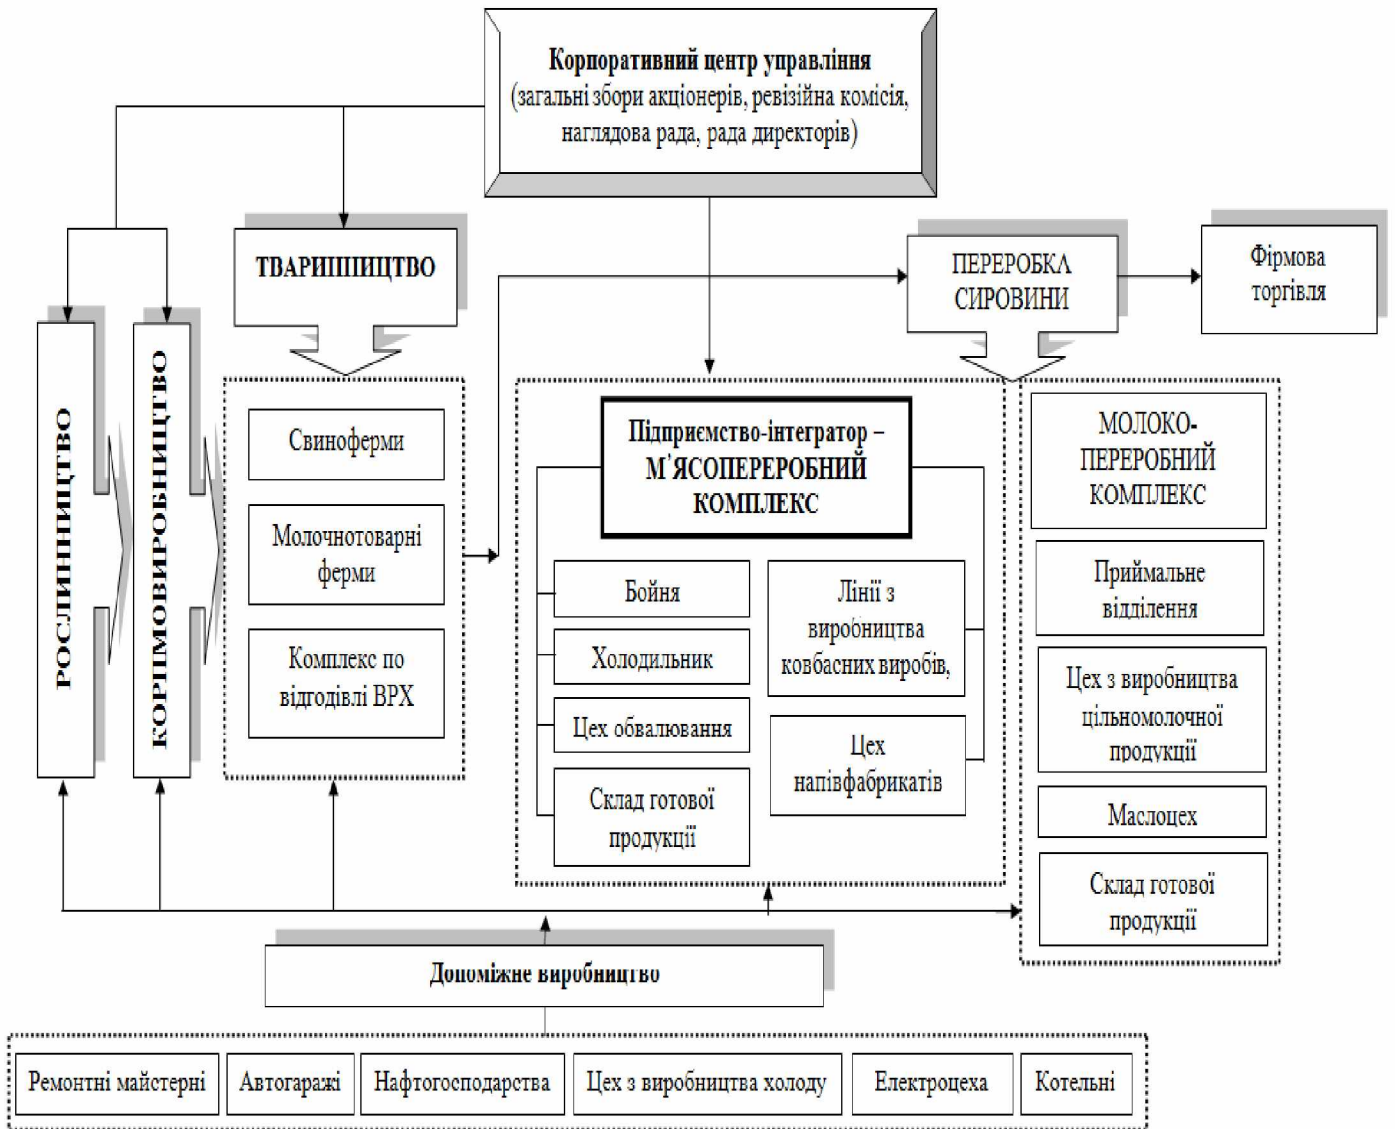 Корпоративний центр управління
(загальні збори акціонерів, ревізійна комісія,
наглядова рада, рада директорів)
ТВАРИННИЦТВО
ПЕРЕРОБКА
СИРОВИНИ
Фірмова
торгівля
РОСЛИННИЦТВО
КОРПМОВИРОБНИЦТВО
Свиноферми
Молочнотоварні
ферми
Комплекс по
відгодівлі ВРХ
Підприємство-інтегратор –
М’ЯСОПЕРЕРОБНИЙ
КОМПЛЕКС
Бойня
Холодильник
Цех обвалювання
Склад готової
продукції
Лінії з
виробництва
ковбасних виробів,
Цех
напівфабрикатів
МОЛОКО-
ПЕРЕРОБНИЙ
КОМПЛЕКС
Приймальне
відділення
Цех з виробництва
цільномолочної
продукції
Маслоцех
Склад готової
продукції
Допоміжне виробництво
Ремонтні майстерні
Автогаражі
Нафтогосподарства
Цех з виробництва холоду
Електроцеха
Котельні